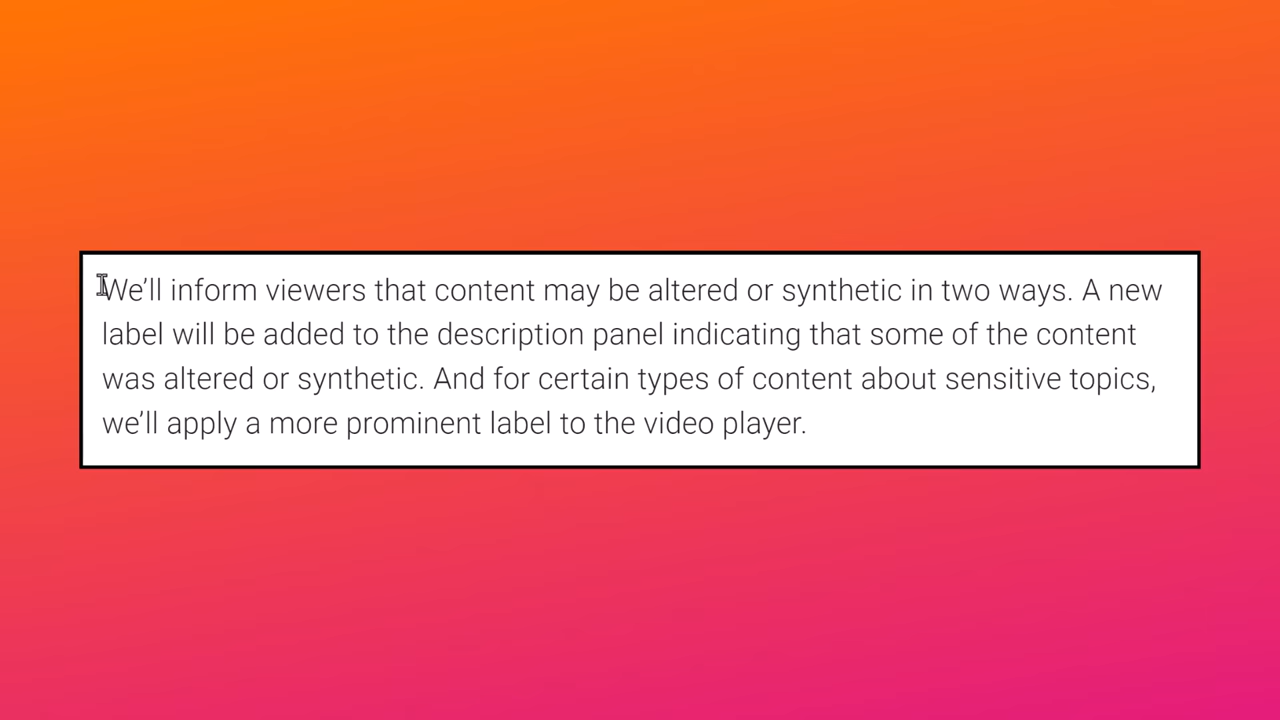 We’ll inform viewers that content may be altered or synthetic in two ways. A new
label will be added to the description panel indicating that some of the content
was altered or synthetic. And for certain types of content about sensitive topics,
we’ll apply a more prominent label to the video player.